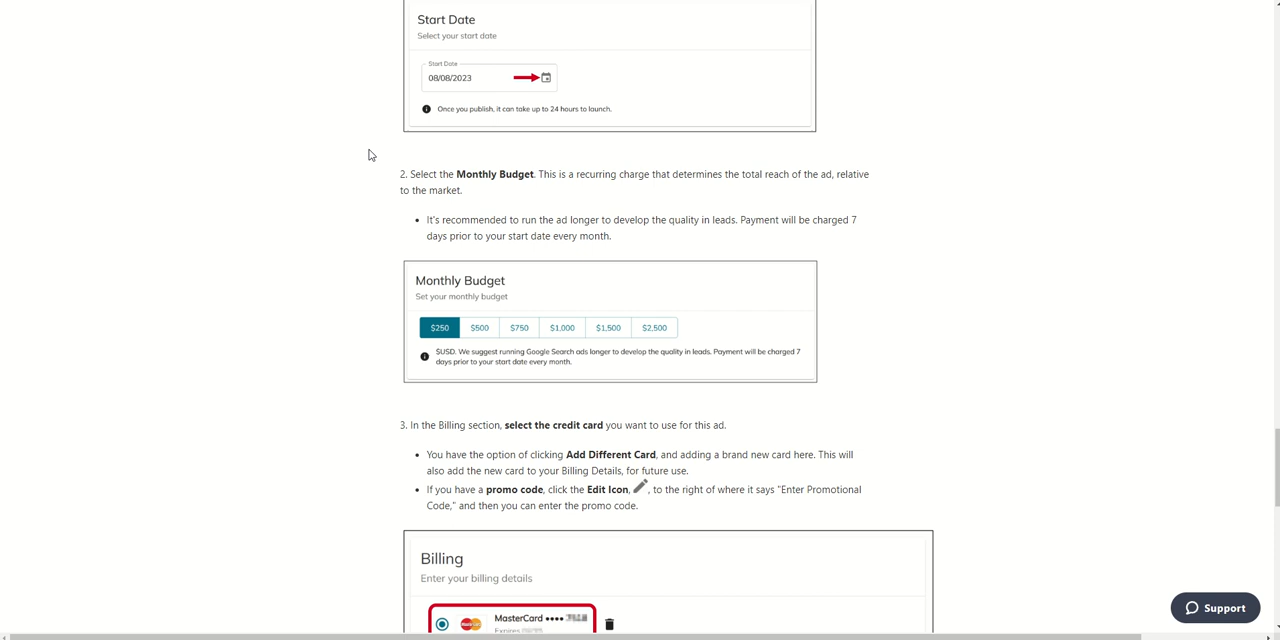 Start Date
Select your start date
Start Date
08/08/2023
Once you publish, it can take up to 24 hours to launch.
2. Select the Monthly Budget. This is a recurring charge that determines the total reach of the ad, relative
to the market.
It's recommended to run the ad longer to develop the quality in leads. Payment will be charged 7
days prior to your start date every month.
Monthly Budget
Set your monthly budget
$250 $500 $750 $1,000 $1,500 $2,500
$USD. We suggest running Google Search ads longer to develop the quality in leads. Payment will be charged 7
days prior to your start date every month.
3. In the Billing section, select the credit card you want to use for this ad.
You have the option of clicking Add Different Card, and adding a brand new card here. This will
also add the new card to your Billing Details, for future use.
If you have a promo code, click the Edit Icon, , to the right of where it says "Enter Promotional
Code," and then you can enter the promo code.
Billing
Enter your billing details
MasterCard ••••
Expires
Support